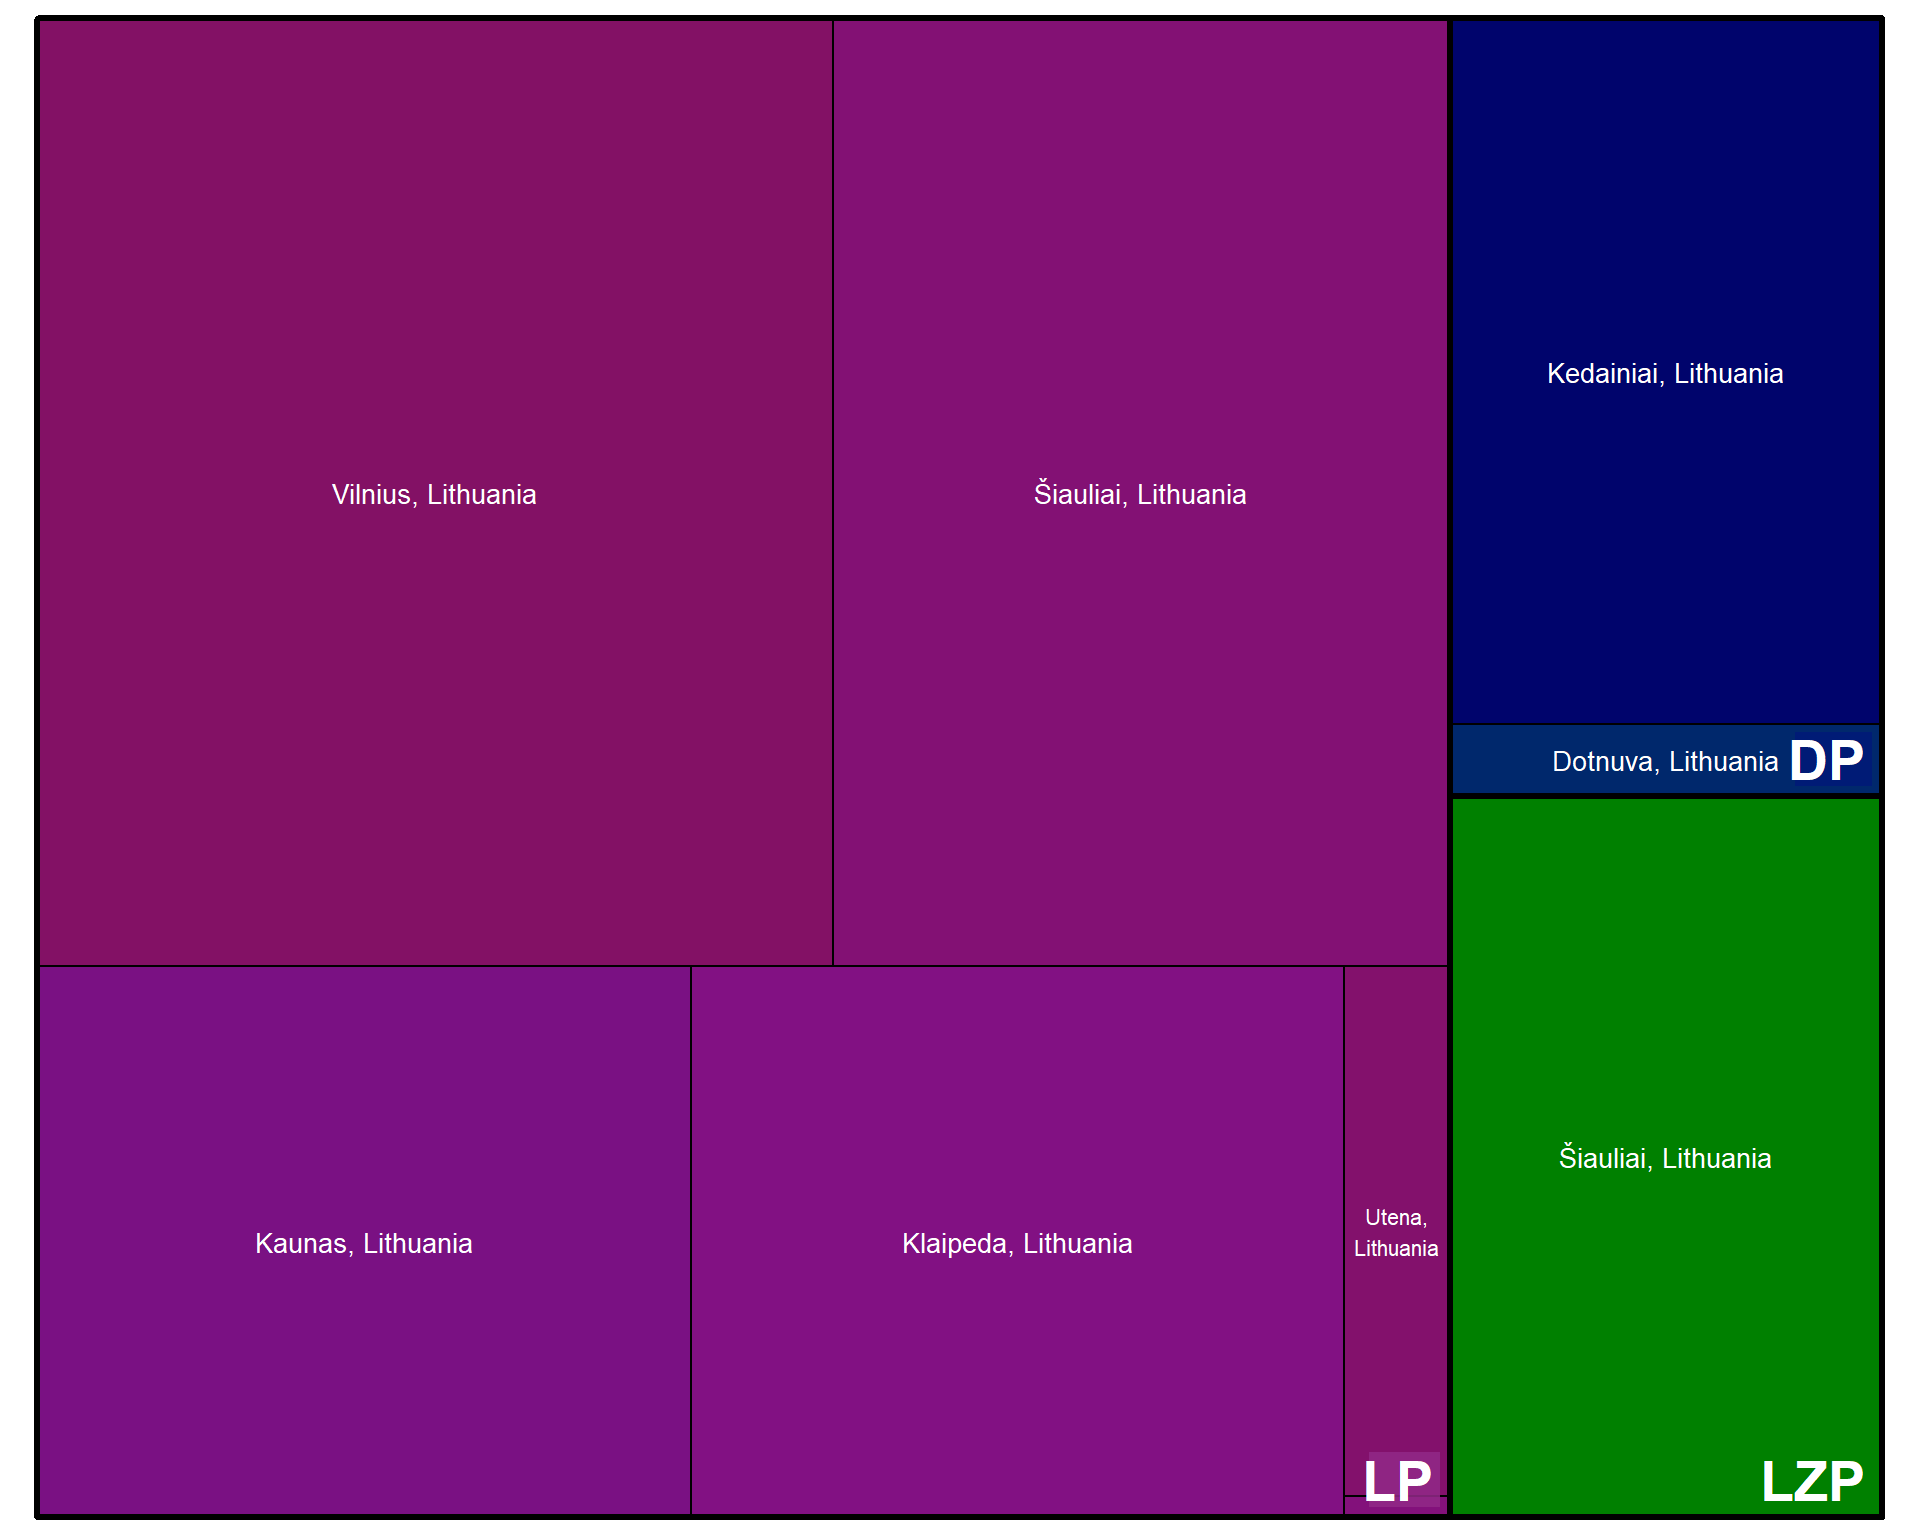 Vilnius, Lithuania
Šiauliai, Lithuania
Kedainiai, Lithuania
Dotnuva, Lithuania
DP
Šiauliai, Lithuania
Kaunas, Lithuania
Klaipeda, Lithuania
Utena,
Lithuania
LP
LZP